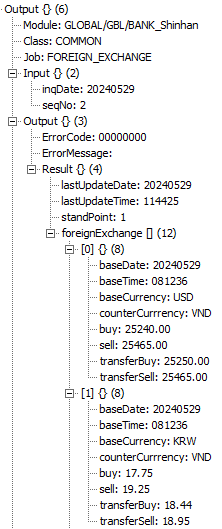 Output {} (6)
Module: GLOBAL/GBL/BANK_Shinhan
Class: COMMON
Job: FOREIGN_EXCHANGE
Input {} (2)
inqDate: 20240529
seqNo: 2
Output {} (3)
ErrorCode: 00000000
ErrorMessage:
Result {} (4)
lastUpdateDate: 20240529
lastUpdateTime: 114425
standPoint: 1
foreignExchange [] (12)
[0] {} (8)
baseDate: 20240529
baseTime: 081236
baseCurrency: USD
counterCurrrency: VND
buy: 25240.00
sell: 25465.00
transferBuy: 25250.00
transferSell: 25465.00
[1] {} (8)
baseDate: 20240529
baseTime: 081236
baseCurrency: KRW
counterCurrrency: VND
buy: 17.75
sell: 19.25
transferBuy: 18.44
transferSell: 18.95